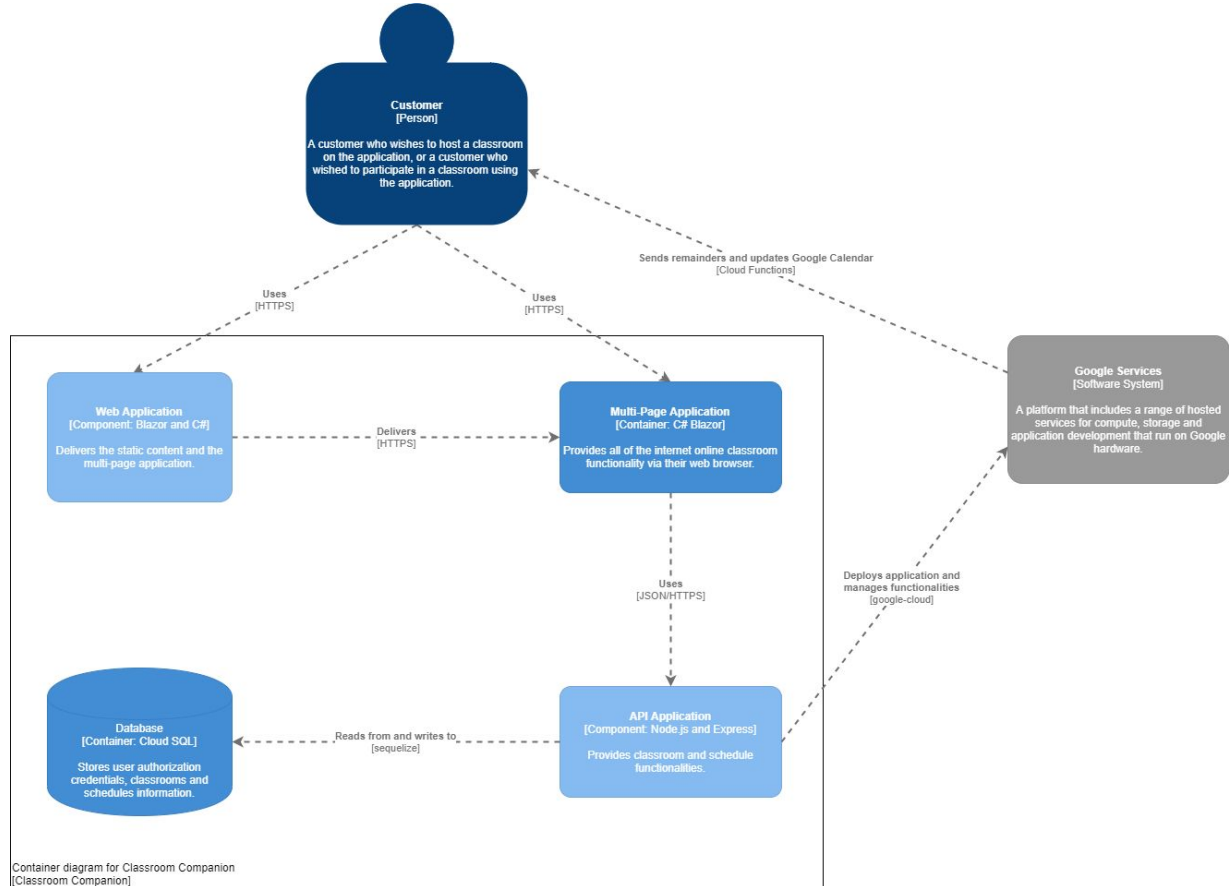 Customer
[Person]
A customer who wishes to host a classroom
on the application, or a customer who
wished to participate in a classroom using
the application.
Sends remainders and updates Google Calendar
[Cloud Functions]
Uses
[HTTPS]
Uses
[HTTPS]
Web Application
[Component: Blazor and C#]
Delivers the static content and the
multi-page application.
Delivers
[HTTPS]
Multi-Page Application
[Container: C# Blazor]
Provides all of the internet online classroom
functionality via their web browser.
Google Services
[Software System]
A platform that includes a range of hosted
services for compute, storage and
application development that run on Google
hardware.
Uses
[JSON/HTTPS]
Deploys application and
manages functionalities
[google-cloud]
Database
[Container: Cloud SQL]
Stores user authorization
credentials, classrooms and
schedules information.
Reads from and writes to
[sequelize]
API Application
[Component: Node.js and Express]
Provides classroom and schedule
functionalities.
Container diagram for Classroom Companion
[Classroom Companion]